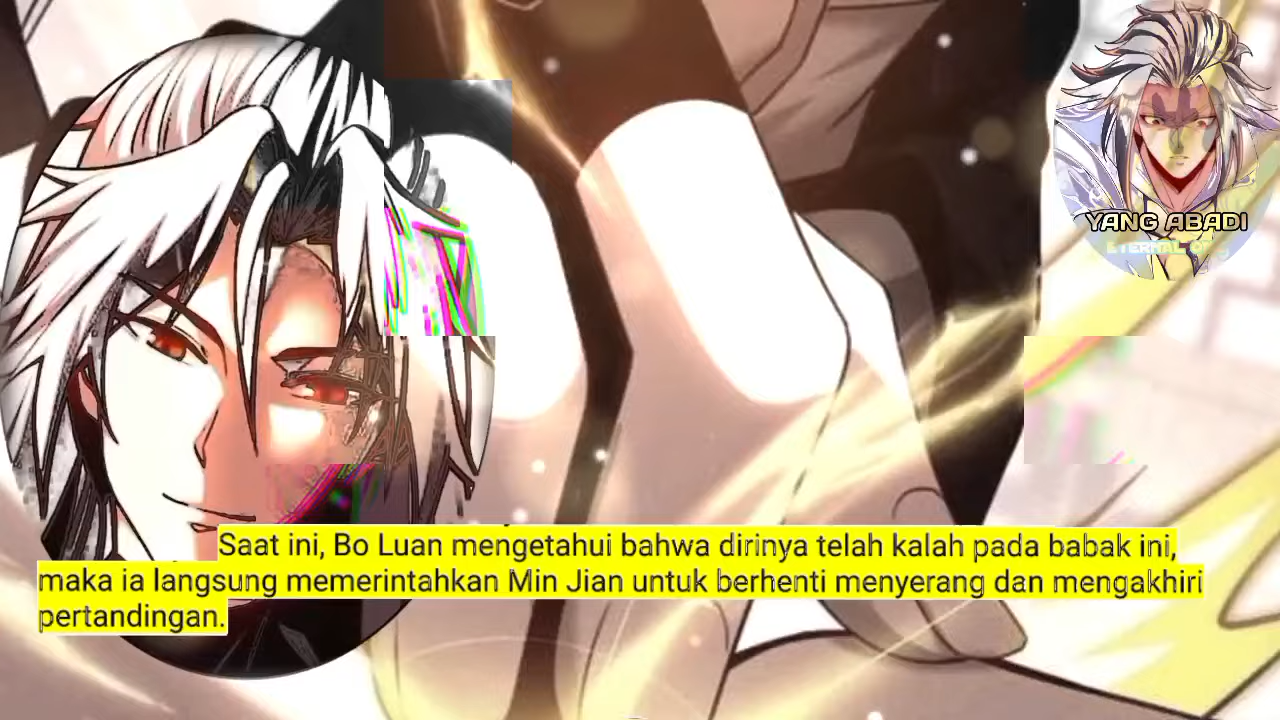 YANG ABADI
ETERNAL
Saat ini, Bo Luan mengetahui bahwa dirinya telah kalah pada babak ini,
maka ia langsung memerintahkan Min Jian untuk berhenti menyerang dan mengakhiri
pertandingan.